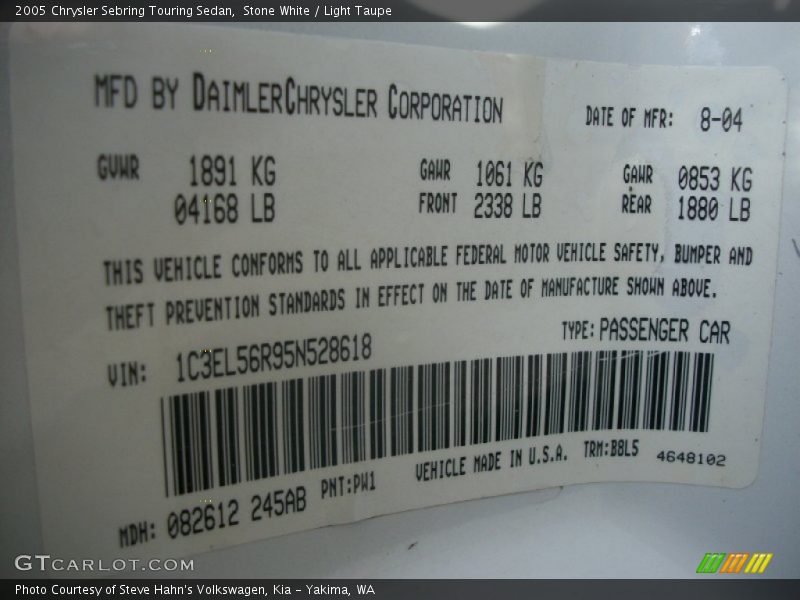 2005 Chrysler Sebring Touring Sedan, Stone White / Light Taupe
MFD BY DAIMLERCHRYSLER CORPORATION DATE OF MFR: 8-04
GVWR 1891 KG GAWR 1061 KG GAWR 0853 KG
04168 LB FRONT 2338 LB REAR 1880 LB
THIS VEHICLE CONFORMS TO ALL APPLICABLE FEDERAL MOTOR VEHICLE SAFETY, BUMPER AND
THEFT PREVENTION STANDARDS IN EFFECT ON THE DATE OF MANUFACTURE SHOWN ABOVE.
VIN: 1C3EL56R95N528618 TYPE: PASSENGER CAR
MDH: 082612 245AB PNT:PW1 VEHICLE MADE IN U.S.A. TRM:B8L5 4648102
GTCARLOT.COM
Photo Courtesy of Steve Hahn's Volkswagen, Kia - Yakima, WA